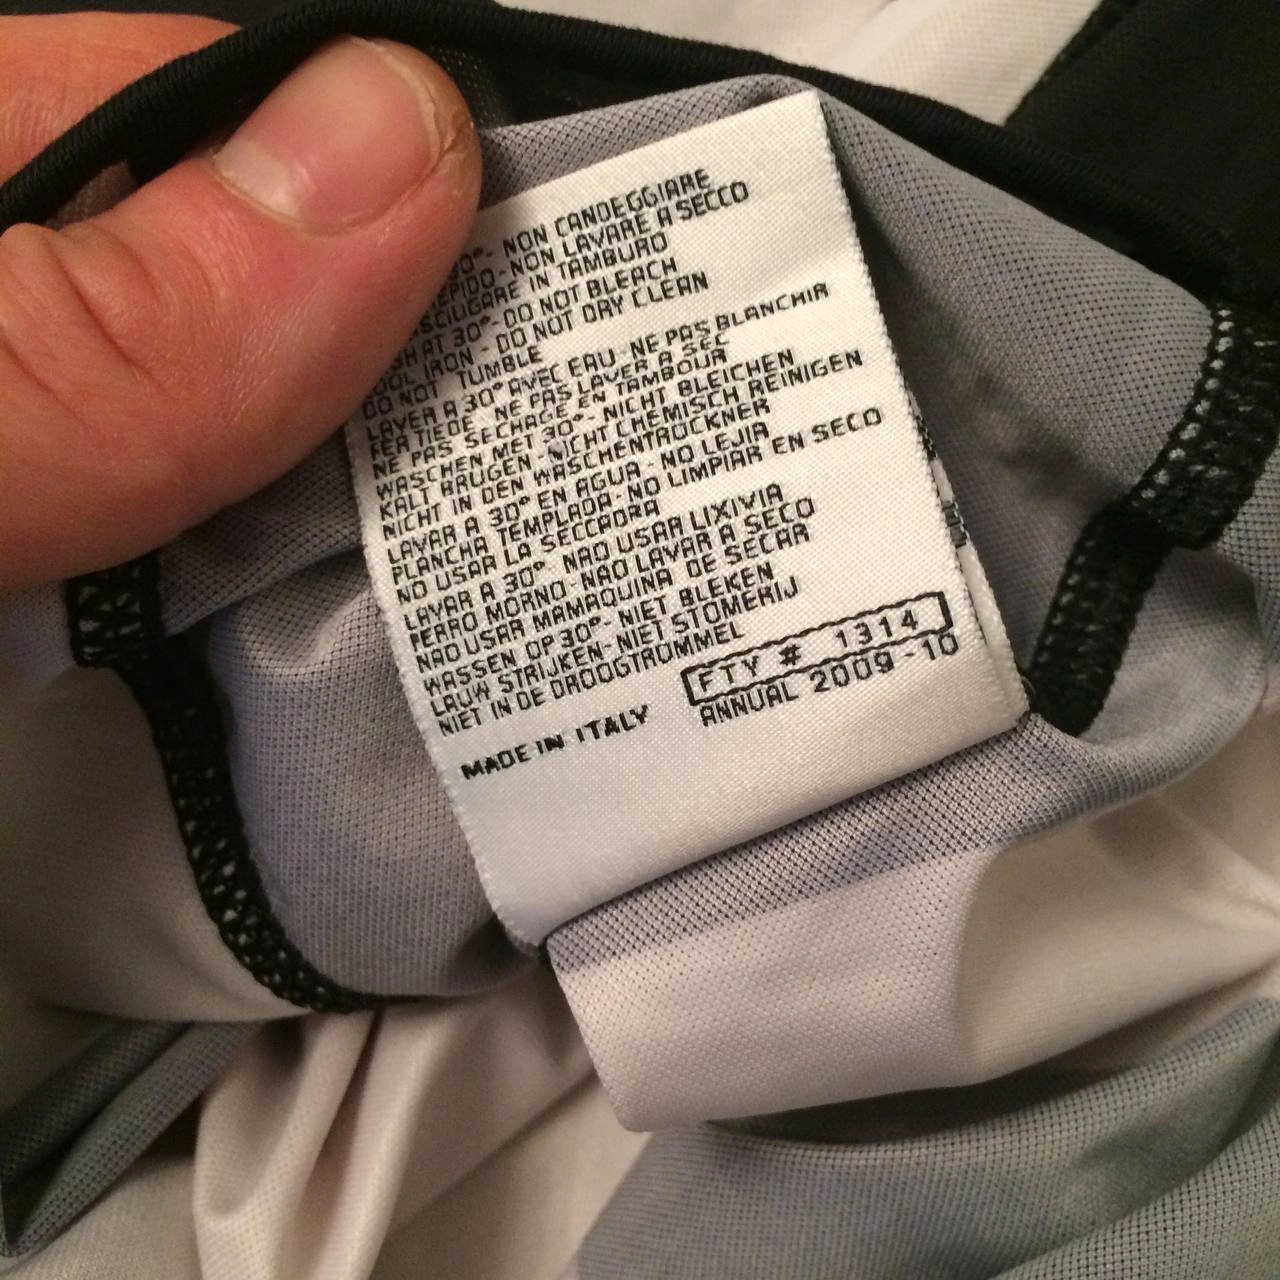 30°- NON CANDEGGIARE
- NON LAVARE A SECCO
IN TAMBURO
AT 30°- DO NOT BLEACH
IRON - DO NOT DRY CLEAN
DO NOT TUMBLE
LAVER A 30° AVEC EAU - NE PAS BLANCHIR
FER TIEDE - NE PAS LAVER A SEC
NE PAS SECHAGE EN TAMBOUR
WASCHEN MET 30°- NICHT BLEICHEN
KALT BRUGEN - NICHT CHEMISCH REINIGEN
NICHT IN DEN WASCHENTROCKNER
LAVAR A 30° EN AGUA - NO LEJIA
PLANCHA TEMPLADA - NO LIMPIAR EN SECO
NO USAR LA SECCADORA
LAVAR A 30° NAO USAR LIXIVIA
FERRO MORNO - NAO LAVAR A SECO
NAO USAR MAMAQUINA DE SECAR
WASSEN OP 30°- NIET BLEKEN
LAUW STRIJKEN - NIET STOMERIJ
NIET IN DE DROOGTROMMEL
FTY # 1314
MADE IN ITALY ANNUAL 2009-10